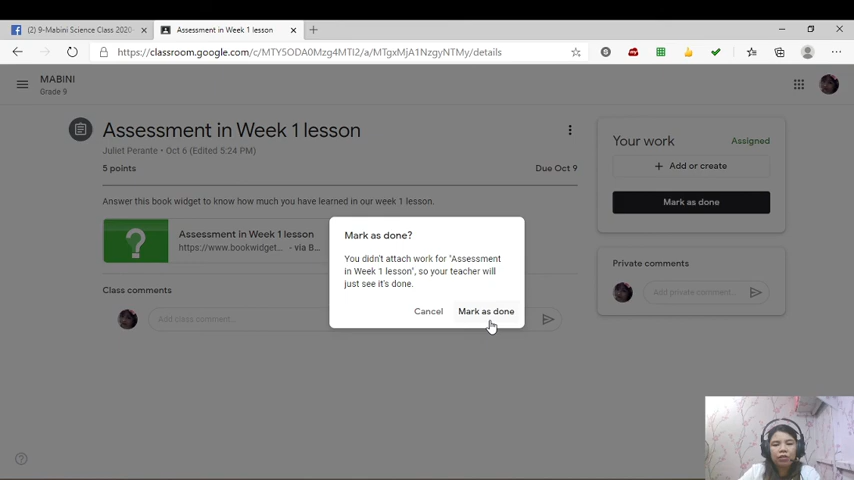 (2) 9-Mabini Science Class 2020-
Assessment in Week 1 lesson
https://classroom.google.com/c/MTY5ODA0Mzg4MTI2/a/MTgxMjA1NzgyNTMy/details
MABINI
Grade 9
Assessment in Week 1 lesson
Juliet Perante • Oct 6 (Edited 5:24 PM)
5 points
Due Oct 9
Answer this book widget to know how much you have learned in our week 1 lesson.
Assessment in Week 1 lesson
https://www.bookwidget... - via B...
Class comments
Add class comment...
Your work
Assigned
+ Add or create
Mark as done
Private comments
Add private comment...
Mark as done?
You didn't attach work for 'Assessment
in Week 1 lesson', so your teacher will
just see it's done.
Cancel
Mark as done